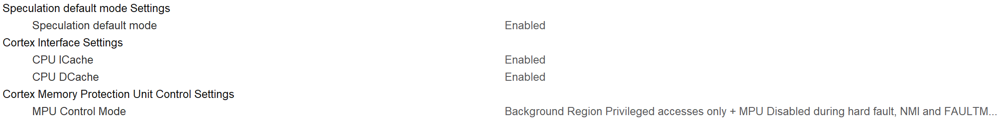 Speculation default mode Settings
Speculation default mode Enabled
Cortex Interface Settings
CPU ICache Enabled
CPU DCache Enabled
Cortex Memory Protection Unit Control Settings
MPU Control Mode Background Region Privileged accesses only + MPU Disabled during hard fault, NMI and FAULTM...